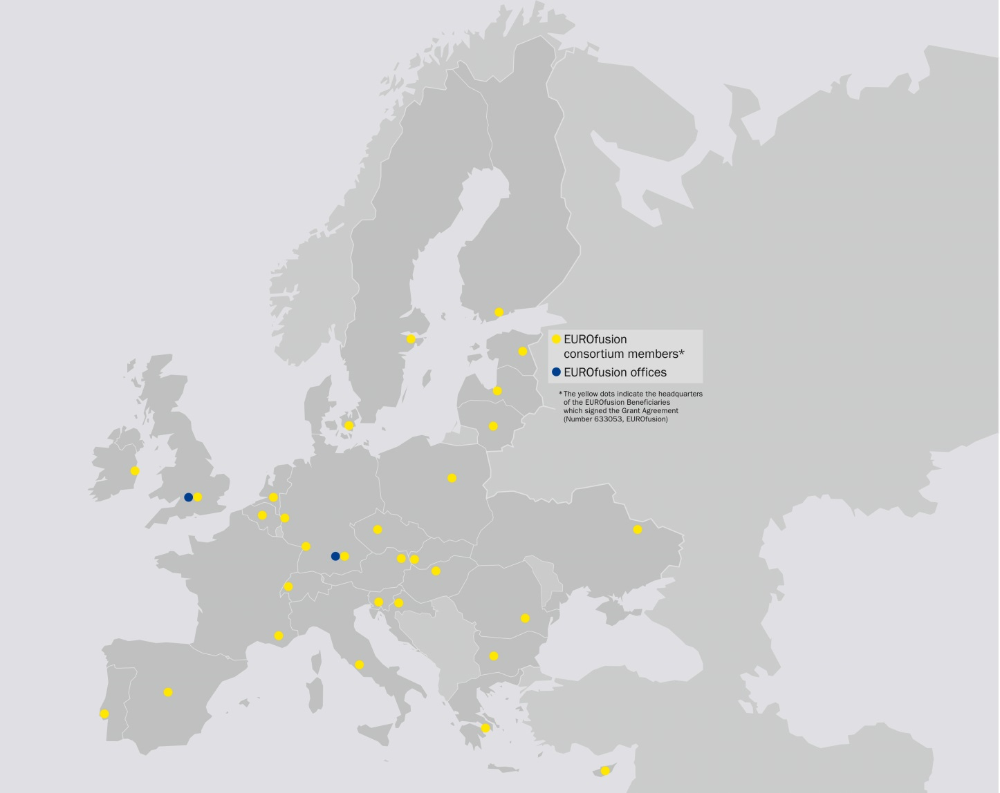 EUROfusion
consortium members*
EUROfusion offices
* The yellow dots indicate the headquarters
of the EUROfusion Beneficiaries
which signed the Grant Agreement
(Number 633053, EUROfusion)